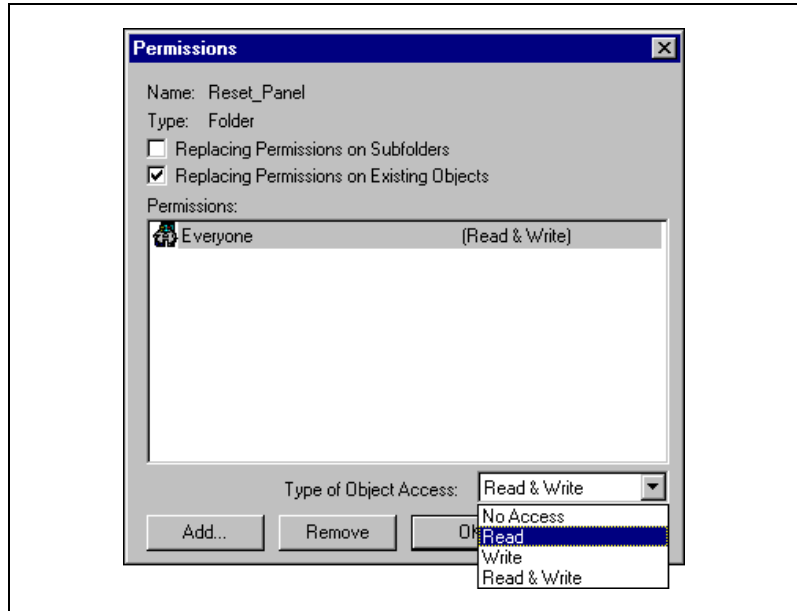 Permissions
Name: Reset_Panel
Type: Folder
Replacing Permissions on Subfolders
Replacing Permissions on Existing Objects
Permissions:
Everyone (Read & Write)
Type of Object Access: Read & Write
No Access
Read
Write
Read & Write
Add... Remove